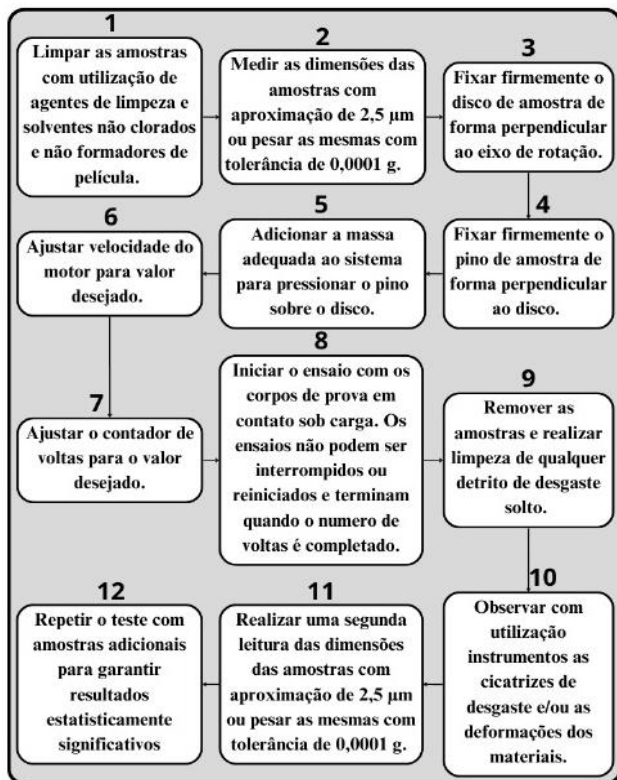 1
Limpar as amostras
com utilização de
agentes de limpeza e
solventes não clorados
e não formadores de
película.
2
Medir as dimensões das
amostras com
aproximação de 2,5 µm
ou pesar as mesmas com
tolerância de 0,0001 g.
3
Fixar firmemente o
disco de amostra de
forma perpendicular
ao eixo de rotação.
4
Fixar firmemente o
pino de amostra de
forma perpendicular
ao disco.
5
Adicionar a massa
adequada ao sistema
para pressionar o pino
sobre o disco.
6
Ajustar velocidade do
motor para valor
desejado.
7
Ajustar o contador de
voltas para o valor
desejado.
8
Iniciar o ensaio com os
corpos de prova em
contato sob carga. Os
ensaios não podem ser
interrompidos ou
reiniciados e terminam
quando o numero de
voltas é completado.
9
Remover as
amostras e realizar
limpeza de qualquer
detrito de desgaste
solto.
10
Observar com
utilização
instrumentos as
cicatrizes de
desgaste e/ou as
deformações dos
materiais.
11
Realizar uma segunda
leitura das dimensões
das amostras com
aproximação de 2,5 µm
ou pesar as mesmas com
tolerância de 0,0001 g.
12
Repetir o teste com
amostras adicionais
para garantir
resultados
estatisticamente
significativos